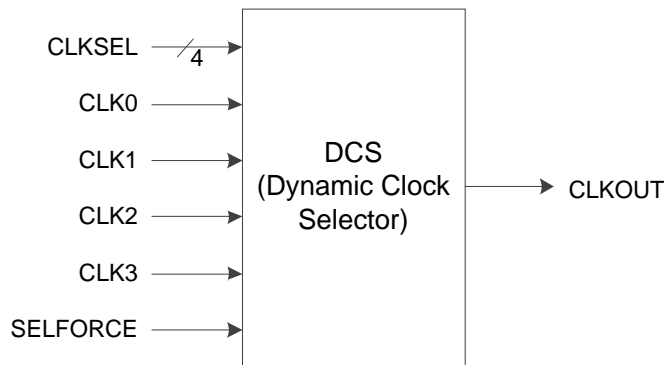 CLKSEL
4
CLK0
CLK1
CLK2
CLK3
SELFORCE
DCS
(Dynamic Clock
Selector)
CLKOUT